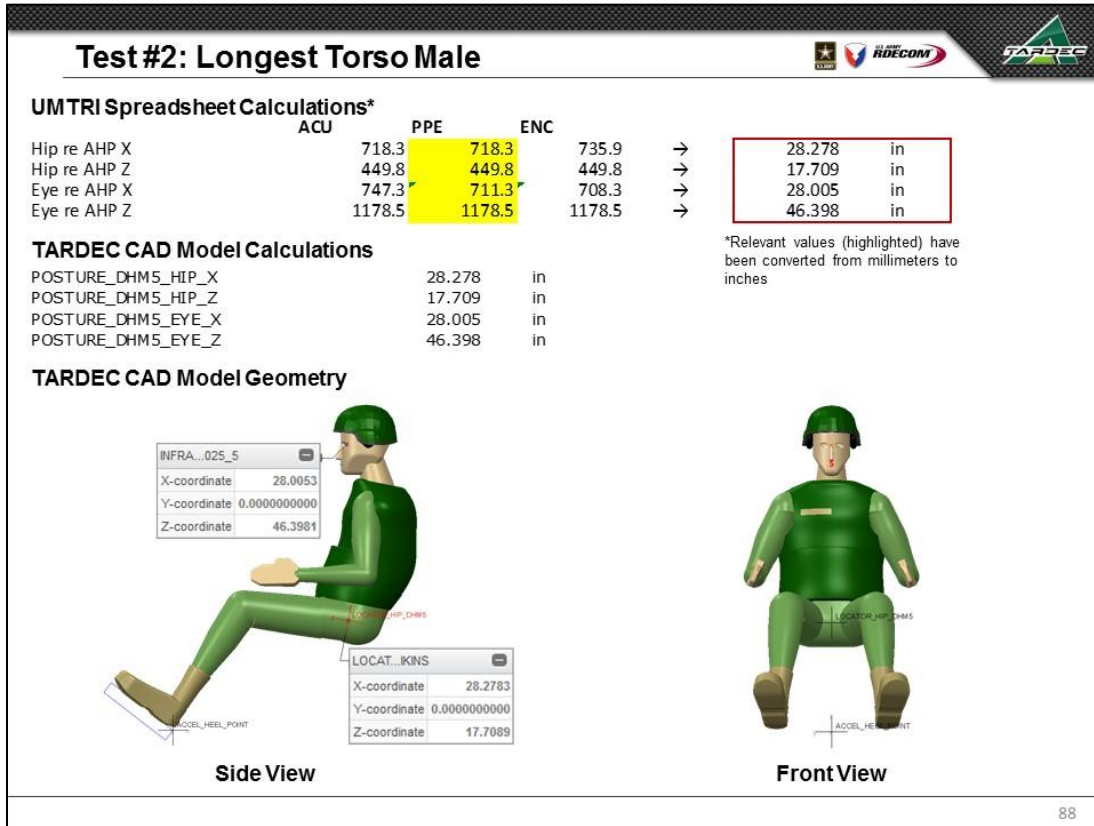 Test #2: Longest Torso Male
U.S. ARMY
U.S. ARMY RDECOM
TARDEC
UMTRI Spreadsheet Calculations*
ACU PPE ENC
Hip re AHP X 718.3 718.3 735.9 → 28.278 in
Hip re AHP Z 449.8 449.8 449.8 → 17.709 in
Eye re AHP X 747.3 711.3 708.3 → 28.005 in
Eye re AHP Z 1178.5 1178.5 1178.5 → 46.398 in
*Relevant values (highlighted) have
been converted from millimeters to
inches
TARDEC CAD Model Calculations
POSTURE_DHM5_HIP_X 28.278 in
POSTURE_DHM5_HIP_Z 17.709 in
POSTURE_DHM5_EYE_X 28.005 in
POSTURE_DHM5_EYE_Z 46.398 in
TARDEC CAD Model Geometry
INFRA...025_5
X-coordinate 28.0053
Y-coordinate 0.0000000000
Z-coordinate 46.3981
LOCATOR_HIP_DHM5
LOCAT...IKINS
X-coordinate 28.2783
Y-coordinate 0.0000000000
Z-coordinate 17.7089
ACCEL_HEEL_POINT
LOCATOR_HIP_DHM5
ACCEL_HEEL_POINT
Side View
Front View
88